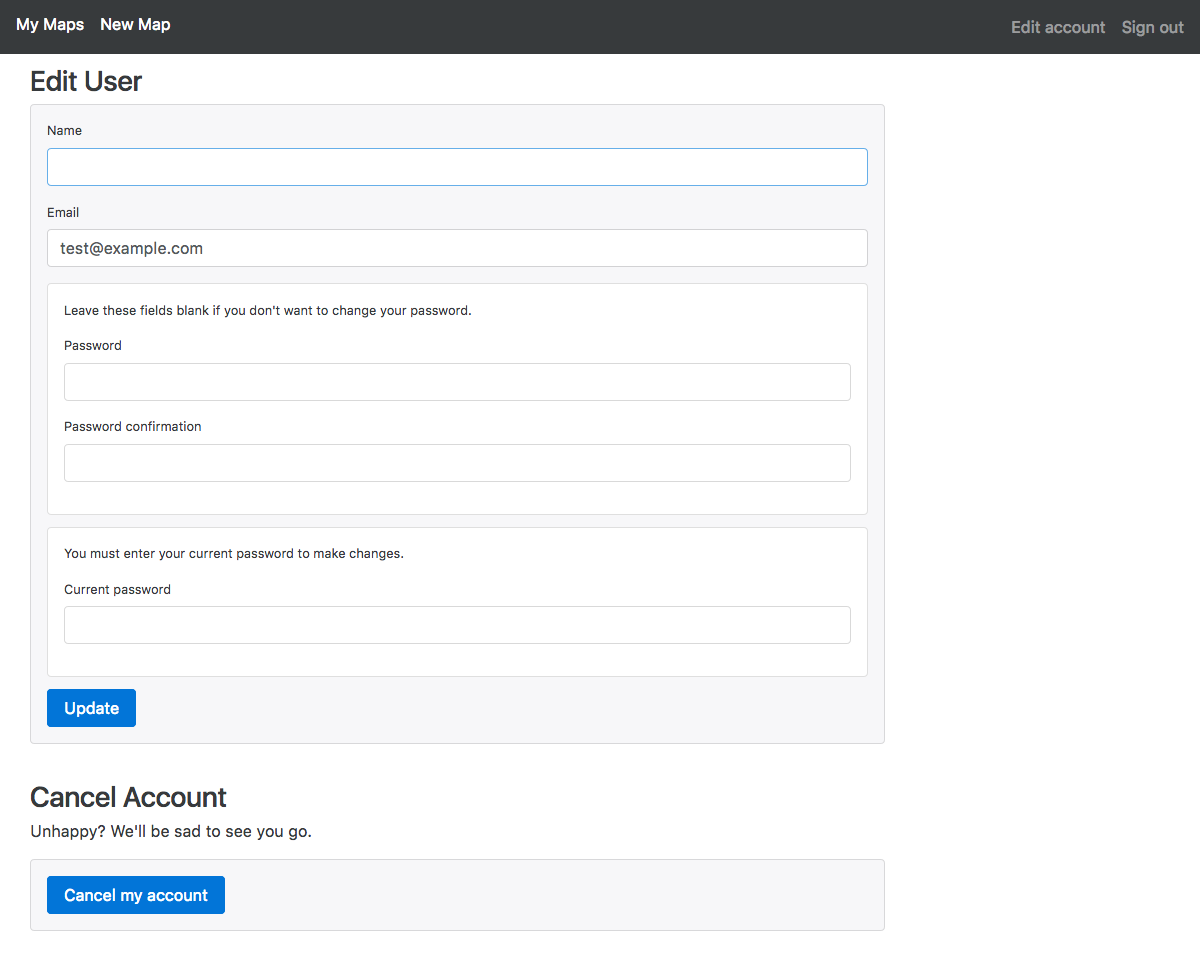 My Maps New Map Edit account Sign out
Edit User
Name
Email
test@example.com
Leave these fields blank if you don't want to change your password.
Password
Password confirmation
You must enter your current password to make changes.
Current password
Update
Cancel Account
Unhappy? We'll be sad to see you go.
Cancel my account